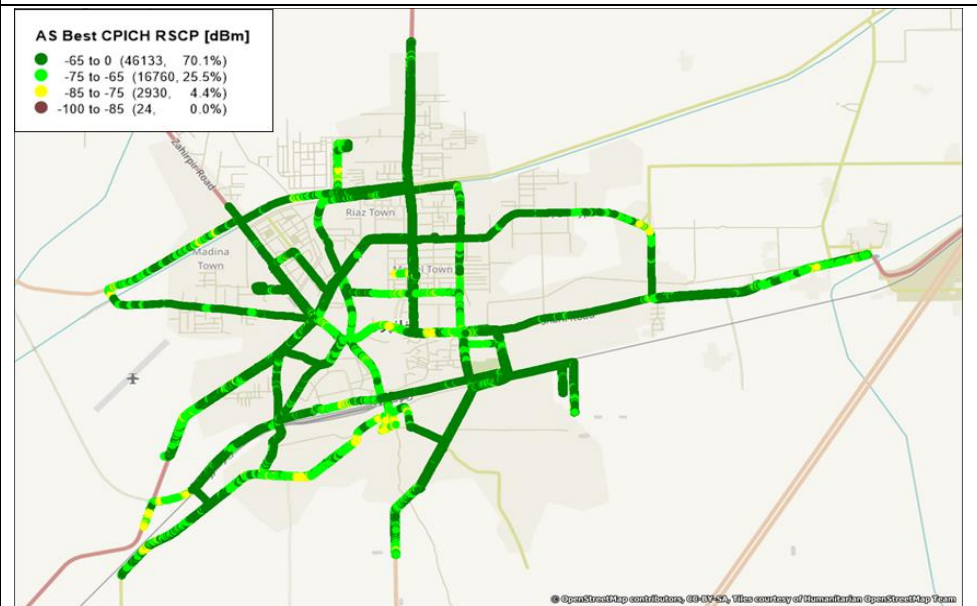 AS Best CPICH RSCP [dBm]
-65 to 0 (46133, 70.1%)
-75 to -65 (16760, 25.5%)
-85 to -75 (2930, 4.4%)
-100 to -85 (24, 0.0%)
Zahirpir Road
Riaz Town
Madina
Town
Town
© OpenStreetMap contributors, CC-BY-SA, Tiles courtesy of Humanitarian OpenStreetMap Team